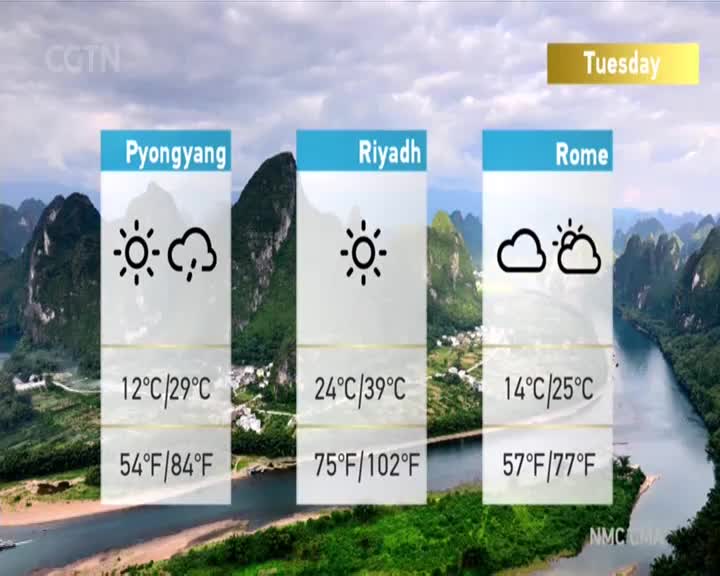 CGTN
Tuesday
Pyongyang
12°C/29°C
54°F/84°F
Riyadh
24°C/39°C
75°F/102°F
Rome
14°C/25°C
57°F/77°F
NMC CMA